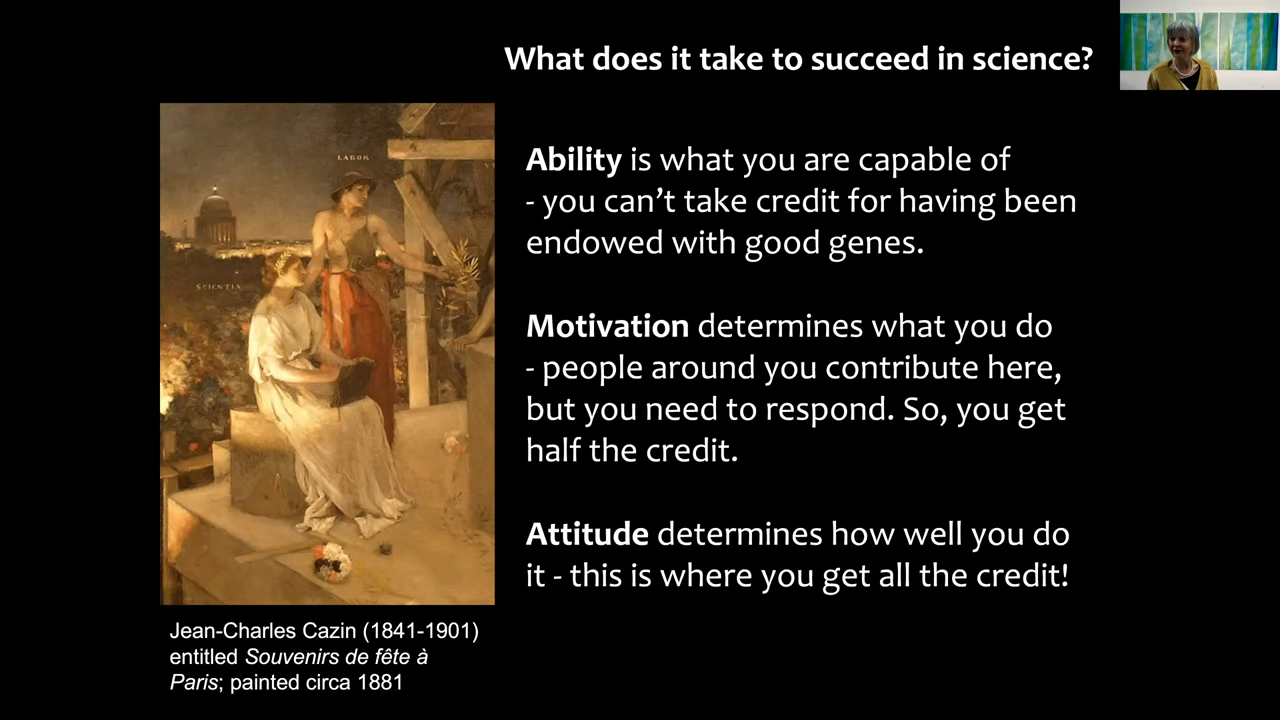 What does it take to succeed in science?
LABOR
SCIENTIA
Ability is what you are capable of
- you can’t take credit for having been
endowed with good genes.
Motivation determines what you do
- people around you contribute here,
but you need to respond. So, you get
half the credit.
Attitude determines how well you do
it - this is where you get all the credit!
Jean-Charles Cazin (1841-1901)
entitled Souvenirs de fête à
Paris; painted circa 1881